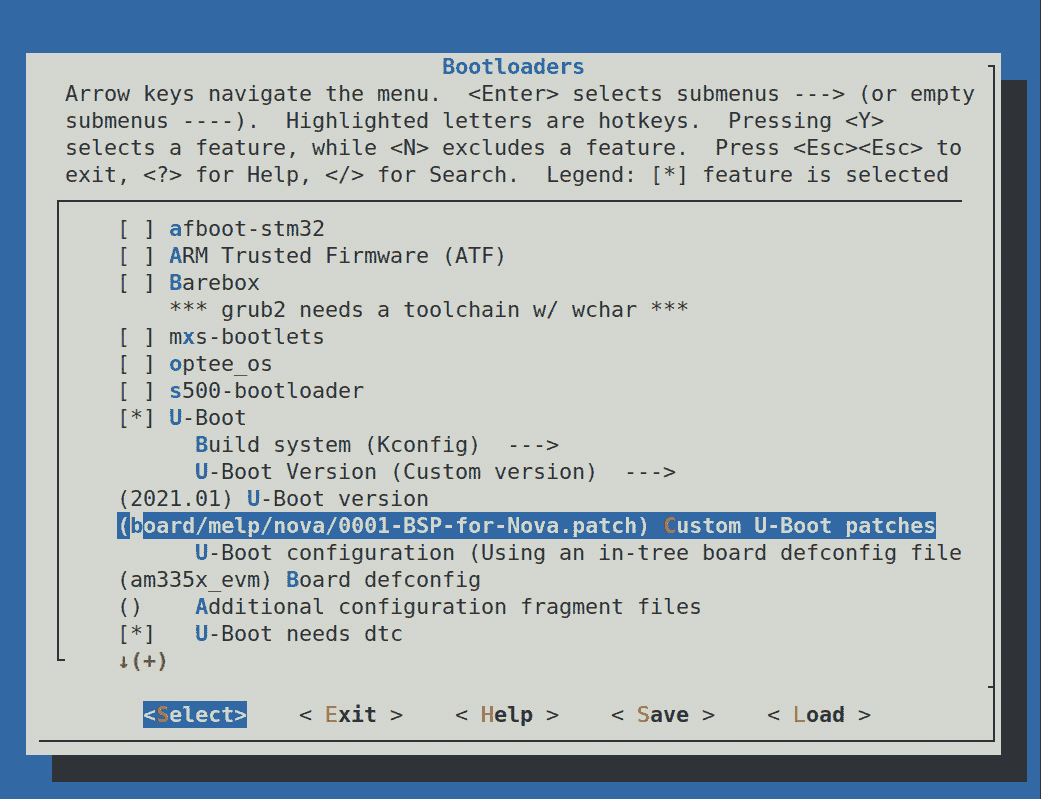 Bootloaders
Arrow keys navigate the menu.  <Enter> selects submenus ---> (or empty
submenus ----).  Highlighted letters are hotkeys.  Pressing <Y>
selects a feature, while <N> excludes a feature.  Press <Esc><Esc> to
exit, <?> for Help, </> for Search.  Legend: [*] feature is selected
[ ] afboot-stm32
[ ] ARM Trusted Firmware (ATF)
[ ] Barebox
*** grub2 needs a toolchain w/ wchar ***
[ ] mxs-bootlets
[ ] optee_os
[ ] s500-bootloader
[*] U-Boot
Build system (Kconfig)  --->
U-Boot Version (Custom version)  --->
(2021.01) U-Boot version
(board/melp/nova/0001-BSP-for-Nova.patch) Custom U-Boot patches
U-Boot configuration (Using an in-tree board defconfig file
(am335x_evm) Board defconfig
()    Additional configuration fragment files
[*]   U-Boot needs dtc
↓(+)
<Select>    < Exit >    < Help >    < Save >    < Load >